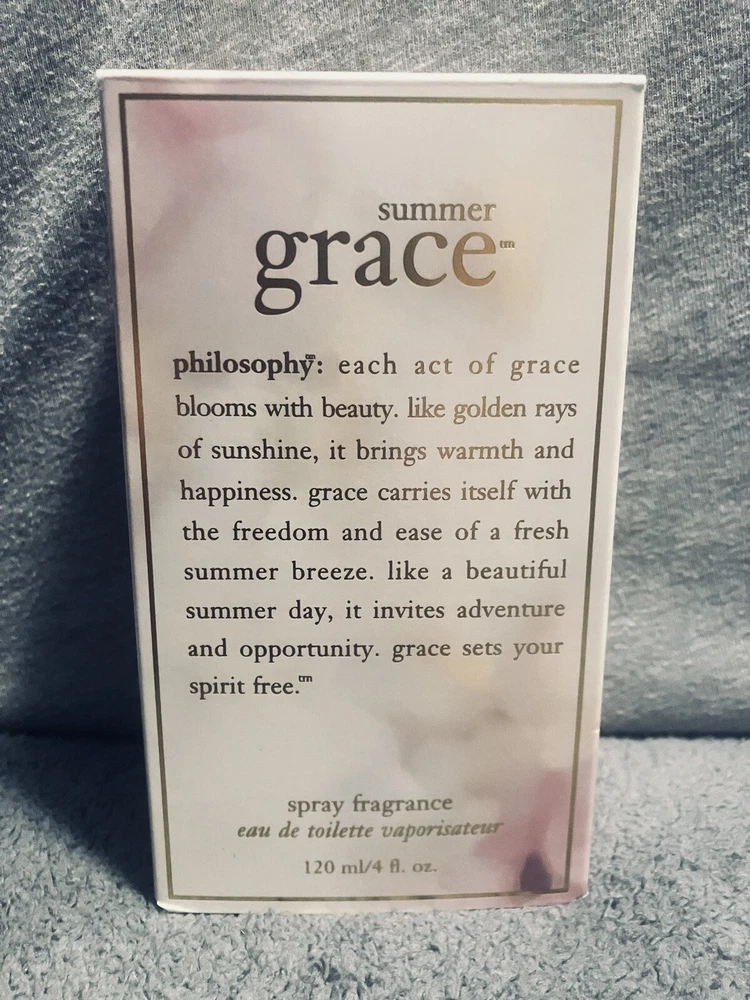 summer
grace™
philosophy™: each act of grace
blooms with beauty. like golden rays
of sunshine, it brings warmth and
happiness. grace carries itself with
the freedom and ease of a fresh
summer breeze. like a beautiful
summer day, it invites adventure
and opportunity. grace sets your
spirit free.™
spray fragrance
eau de toilette vaporisateur
120 ml/4 fl. oz.